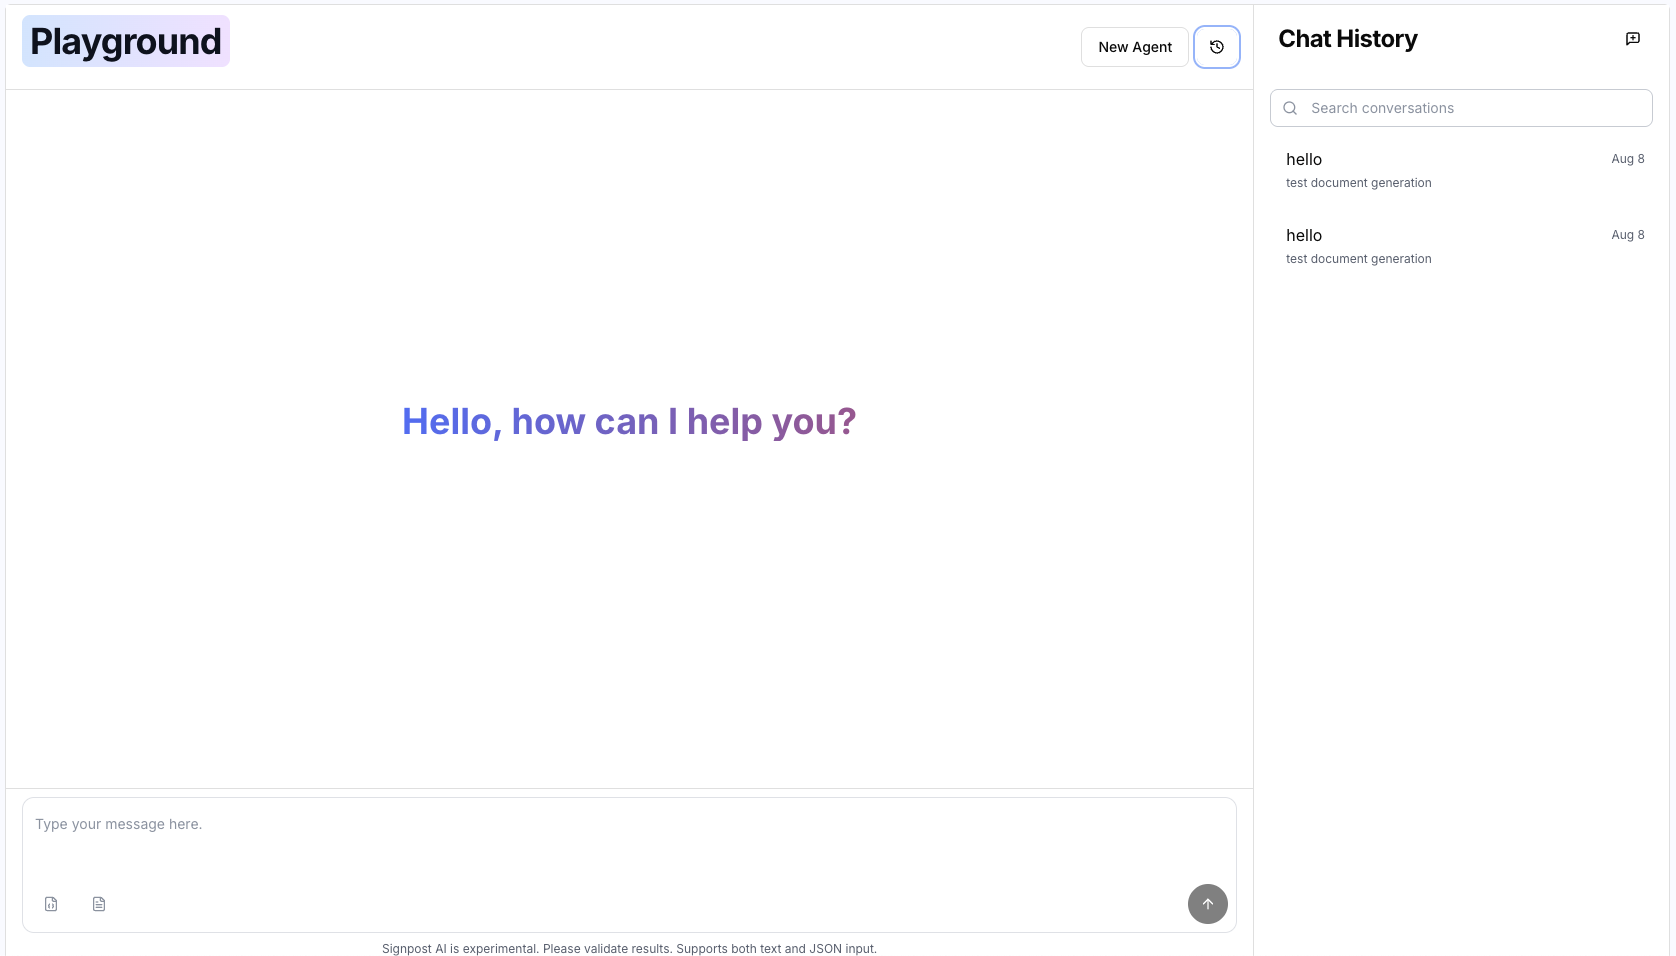 Playground
New Agent
Chat History
Search conversations
hello
Aug 8
test document generation
hello
Aug 8
test document generation
Hello, how can I help you?
Type your message here.
Signpost AI is experimental. Please validate results. Supports both text and JSON input.